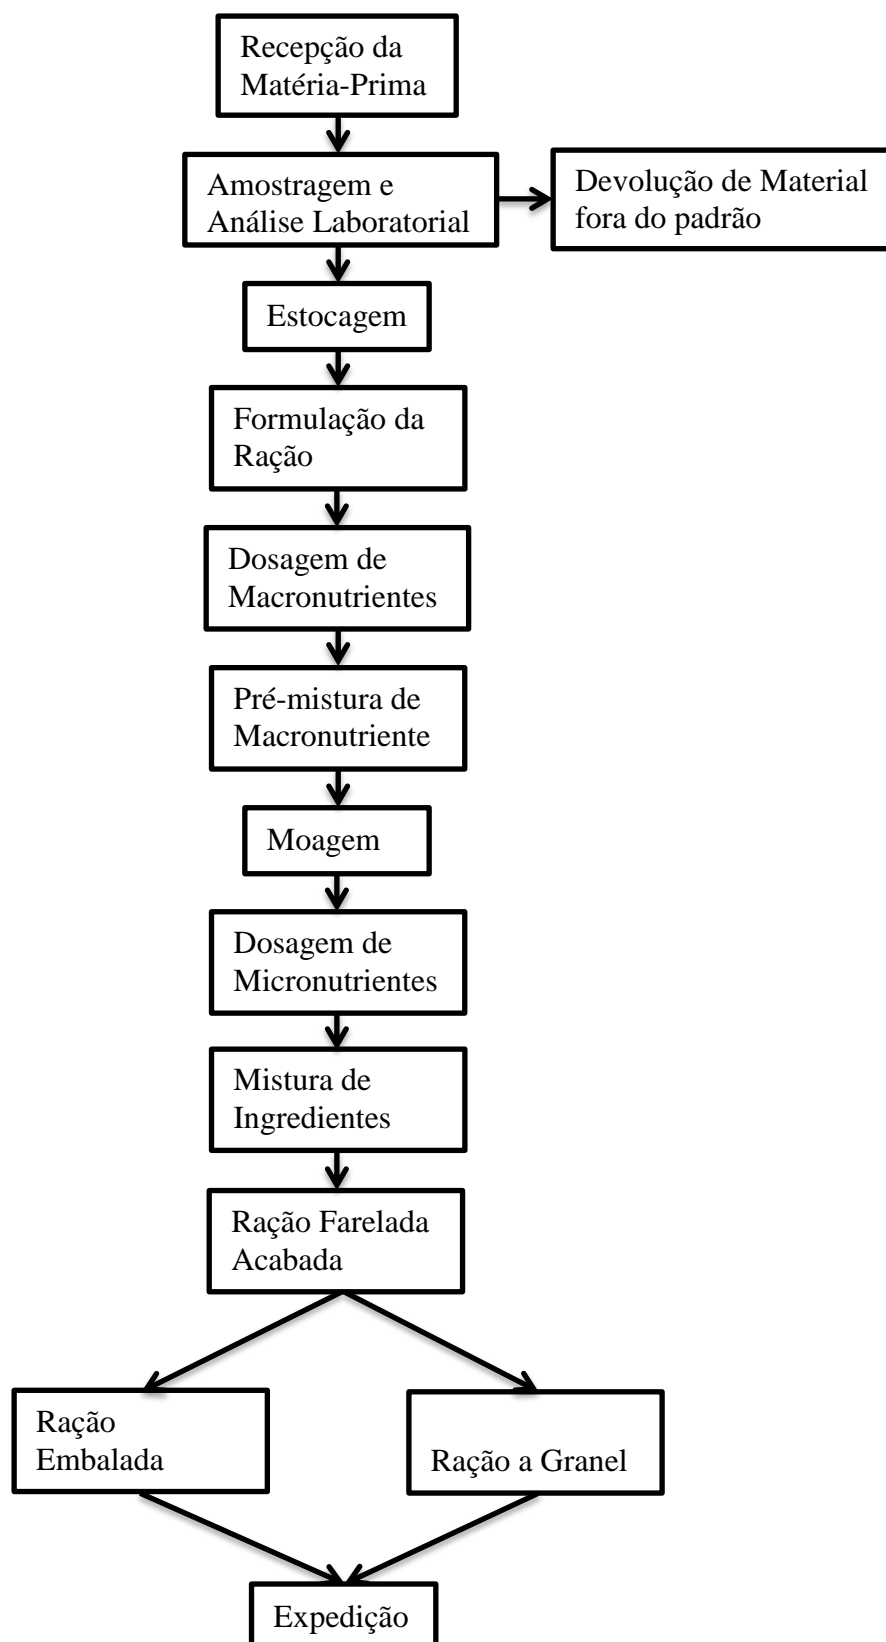 Recepção da
Matéria-Prima
Amostragem e
Análise Laboratorial
Devolução de Material
fora do padrão
Estocagem
Formulação da
Ração
Dosagem de
Macronutrientes
Pré-mistura de
Macronutriente
Moagem
Dosagem de
Micronutrientes
Mistura de
Ingredientes
Ração Farelada
Acabada
Ração
Embalada
Ração a Granel
Expedição